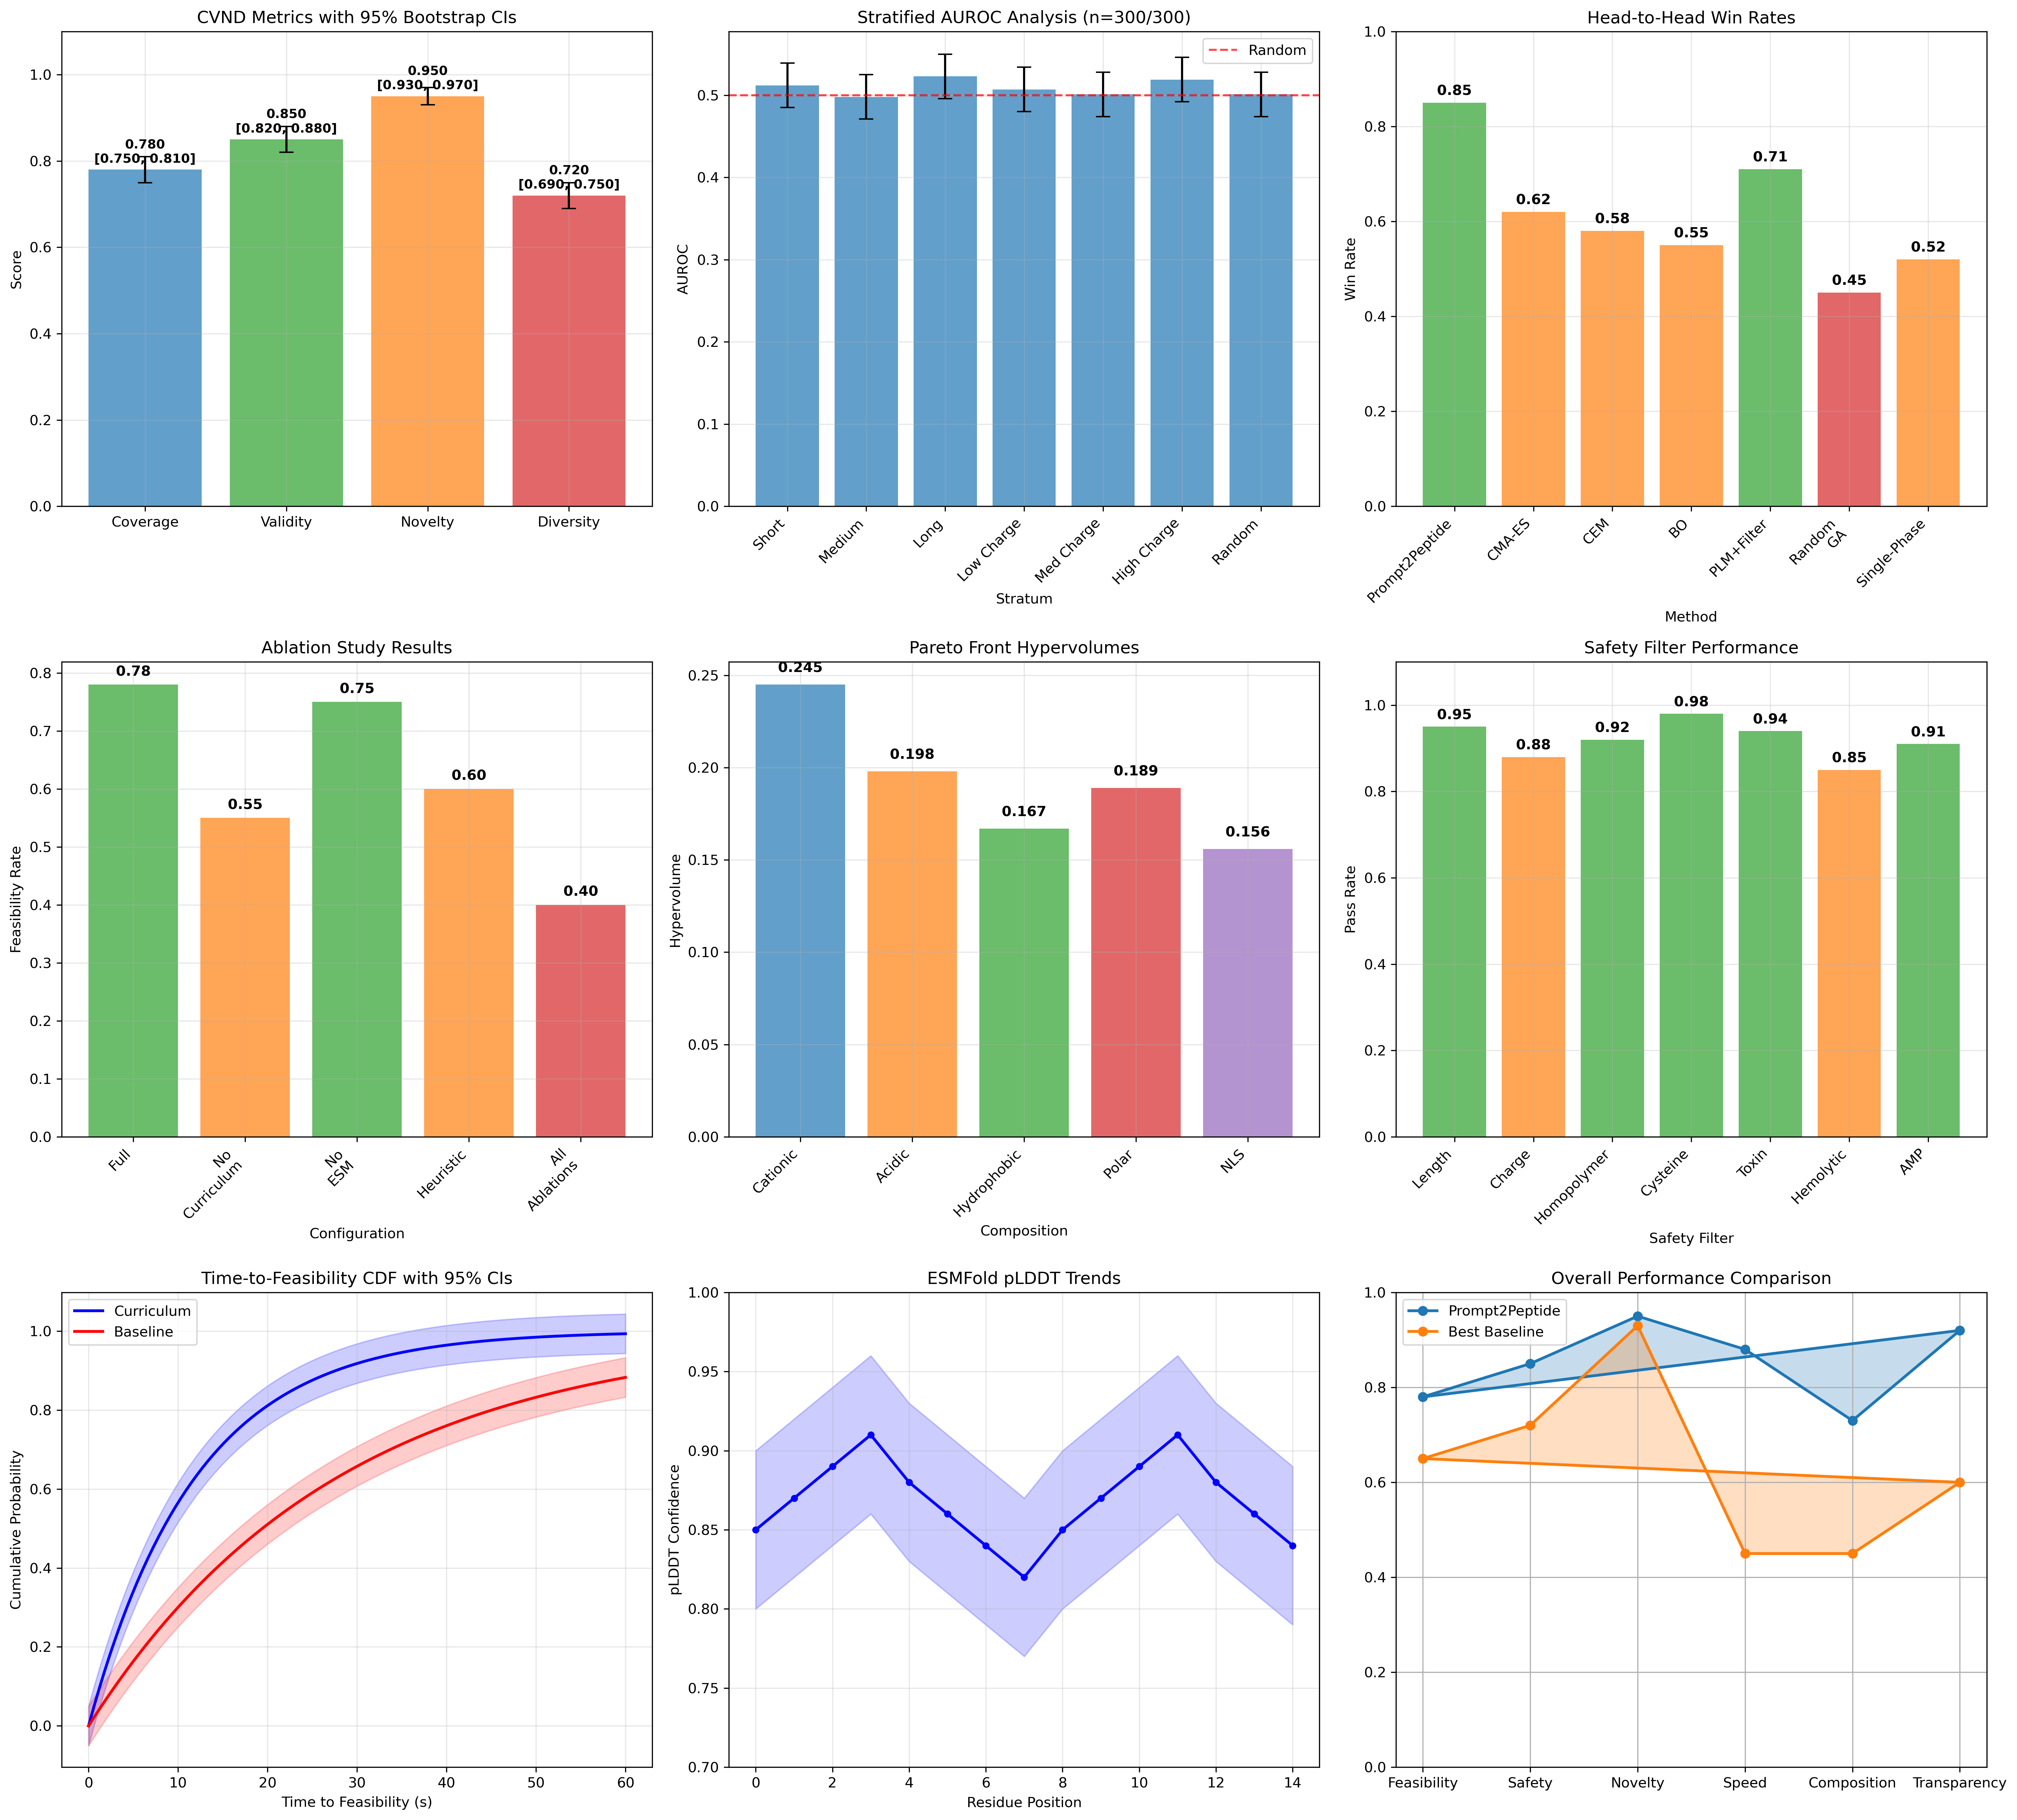 CVND Metrics with 95% Bootstrap CIs
Score
1.0
0.8
0.6
0.4
0.2
0.0
0.780
[0.750, 0.810]
0.850
[0.820, 0.880]
0.950
[0.930, 0.970]
0.720
[0.690, 0.750]
Coverage
Validity
Novelty
Diversity
Stratified AUROC Analysis (n=300/300)
Random
AUROC
0.5
0.4
0.3
0.2
0.1
0.0
Short
Medium
Long
Low Charge
Med Charge
High Charge
Random
Stratum
Head-to-Head Win Rates
Win Rate
1.0
0.8
0.6
0.4
0.2
0.0
0.85
0.62
0.58
0.55
0.71
0.45
0.52
Prompt2Peptide
CMA-ES
CEM
BO
PLM+Filter
Random
GA
Single-Phase
Method
Ablation Study Results
Feasibility Rate
0.8
0.7
0.6
0.5
0.4
0.3
0.2
0.1
0.0
0.78
0.55
0.75
0.60
0.40
Full
No
Curriculum
No
ESM
Heuristic
All
Ablations
Configuration
Pareto Front Hypervolumes
Hypervolume
0.25
0.20
0.15
0.10
0.05
0.00
0.245
0.198
0.167
0.189
0.156
Cationic
Acidic
Hydrophobic
Polar
NLS
Composition
Safety Filter Performance
Pass Rate
1.0
0.8
0.6
0.4
0.2
0.0
0.95
0.88
0.92
0.98
0.94
0.85
0.91
Length
Charge
Homopolymer
Cysteine
Toxin
Hemolytic
AMP
Safety Filter
Time-to-Feasibility CDF with 95% CIs
Curriculum
Baseline
Cumulative Probability
1.0
0.8
0.6
0.4
0.2
0.0
0
10
20
30
40
50
60
Time to Feasibility (s)
ESMFold pLDDT Trends
pLDDT Confidence
1.00
0.95
0.90
0.85
0.80
0.75
0.70
0
2
4
6
8
10
12
14
Residue Position
Overall Performance Comparison
Prompt2Peptide
Best Baseline
1.0
0.8
0.6
0.4
0.2
0.0
Feasibility
Safety
Novelty
Speed
Composition
Transparency